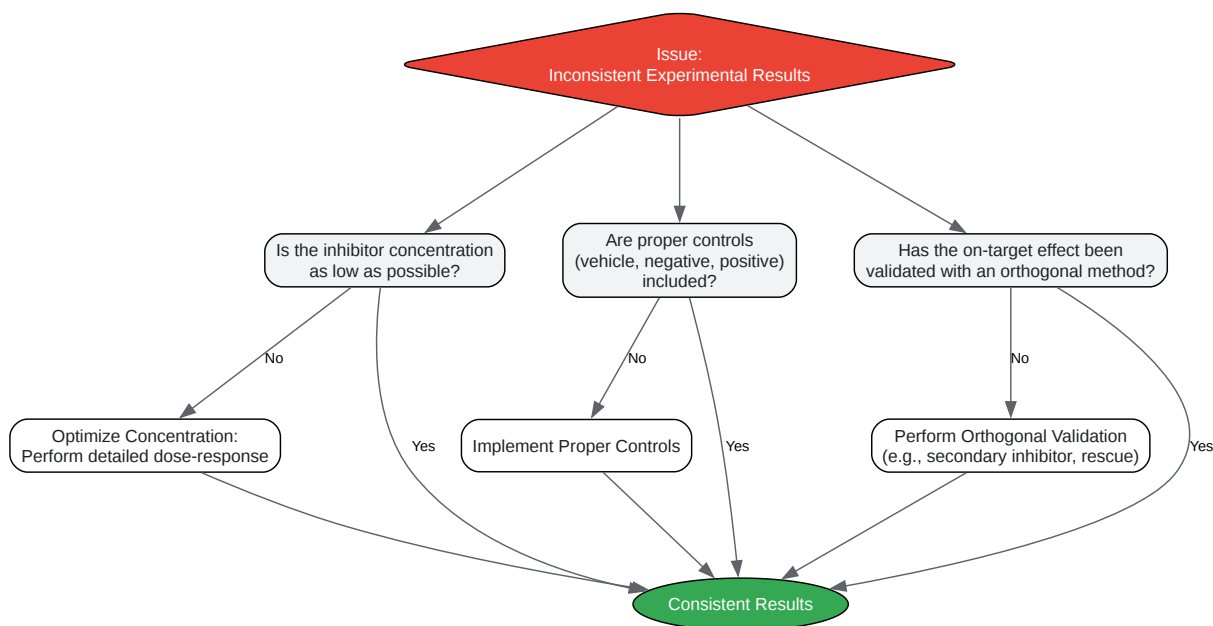 Issue:
Inconsistent Experimental Results
Is the inhibitor concentration
as low as possible?
Are proper controls
(vehicle, negative, positive)
included?
Has the on-target effect been
validated with an orthogonal method?
No
No
No
Optimize Concentration:
Perform detailed dose-response
Yes
Implement Proper Controls
Yes
Perform Orthogonal Validation
(e.g., secondary inhibitor, rescue)
Yes
Consistent Results